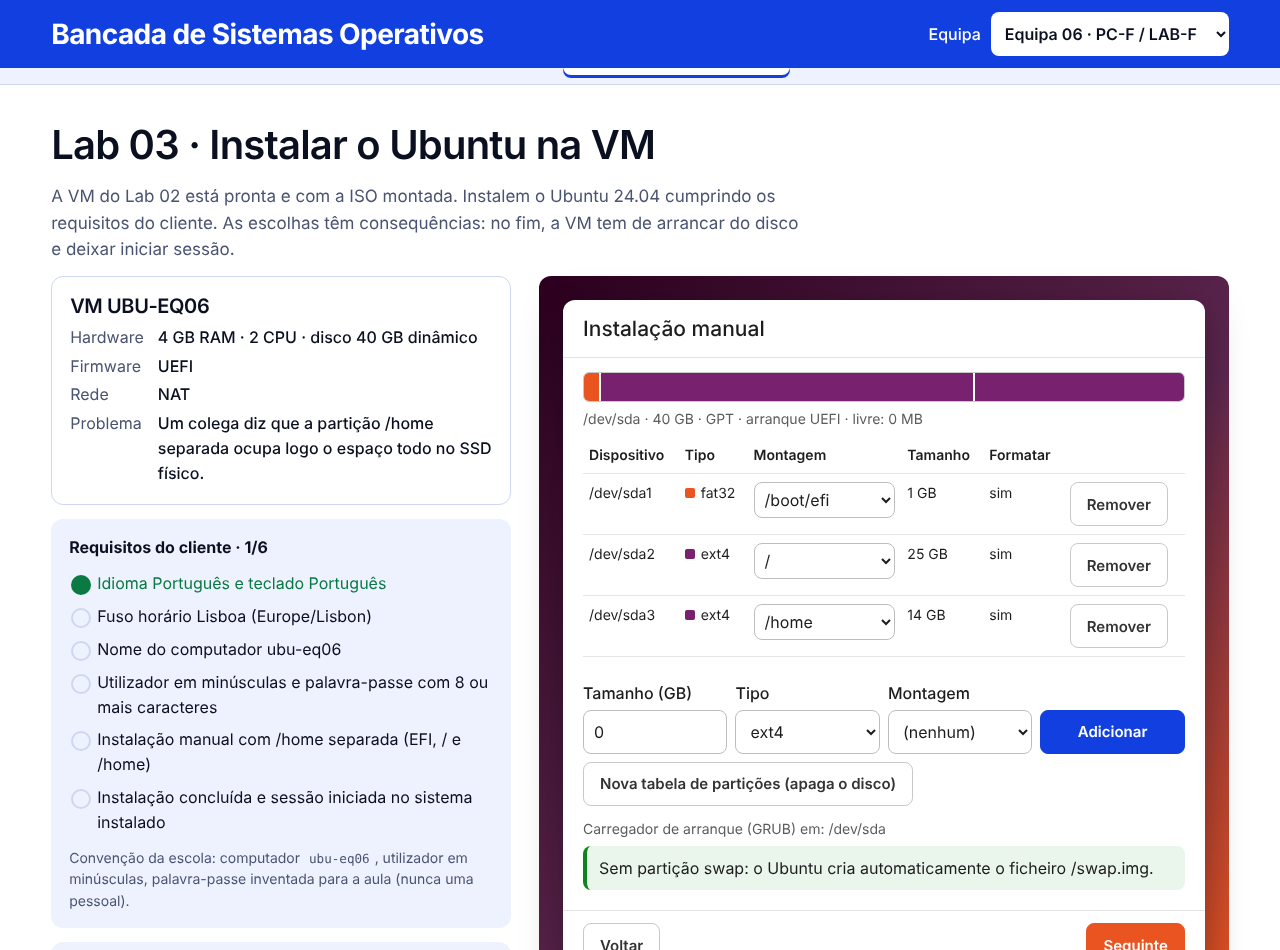 Bancada de Sistemas Operativos
Equipa
Equipa 06 · PC-F / LAB-F
Lab 03 · Instalar o Ubuntu na VM
A VM do Lab 02 está pronta e com a ISO montada. Instalem o Ubuntu 24.04 cumprindo os
requisitos do cliente. As escolhas têm consequências: no fim, a VM tem de arrancar do disco
e deixar iniciar sessão.
VM UBU-EQ06
Hardware 4 GB RAM · 2 CPU · disco 40 GB dinâmico
Firmware UEFI
Rede NAT
Problema Um colega diz que a partição /home
separada ocupa logo o espaço todo no SSD
físico.
Requisitos do cliente · 1/6
Idioma Português e teclado Português
Fuso horário Lisboa (Europe/Lisbon)
Nome do computador ubu-eq06
Utilizador em minúsculas e palavra-passe com 8 ou
mais caracteres
Instalação manual com /home separada (EFI, / e
/home)
Instalação concluída e sessão iniciada no sistema
instalado
Convenção da escola: computador ubu-eq06 , utilizador em
minúsculas, palavra-passe inventada para a aula (nunca uma
pessoal).
Instalação manual
/dev/sda · 40 GB · GPT · arranque UEFI · livre: 0 MB
Dispositivo Tipo Montagem Tamanho Formatar
/dev/sda1 fat32 /boot/efi 1 GB sim Remover
/dev/sda2 ext4 / 25 GB sim Remover
/dev/sda3 ext4 /home 14 GB sim Remover
Tamanho (GB) Tipo Montagem
0 ext4 (nenhum) Adicionar
Nova tabela de partições (apaga o disco)
Carregador de arranque (GRUB) em: /dev/sda
Sem partição swap: o Ubuntu cria automaticamente o ficheiro /swap.img.
Voltar Seguinte